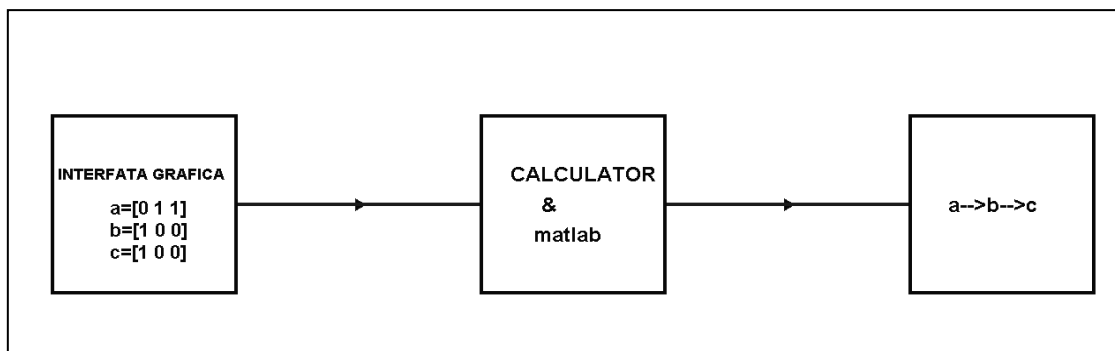 INTERFATA GRAFICA
a=[0 1 1]
b=[1 0 0]
c=[1 0 0]
CALCULATOR
&
matlab
a-->b-->c